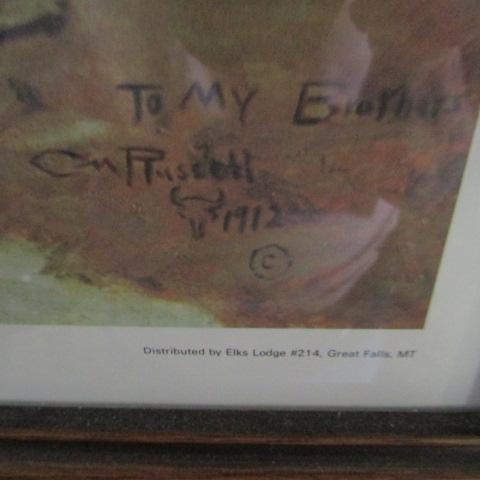 To My Brothers
CM Russell
1912
©
Distributed by Elks Lodge #214, Great Falls, MT